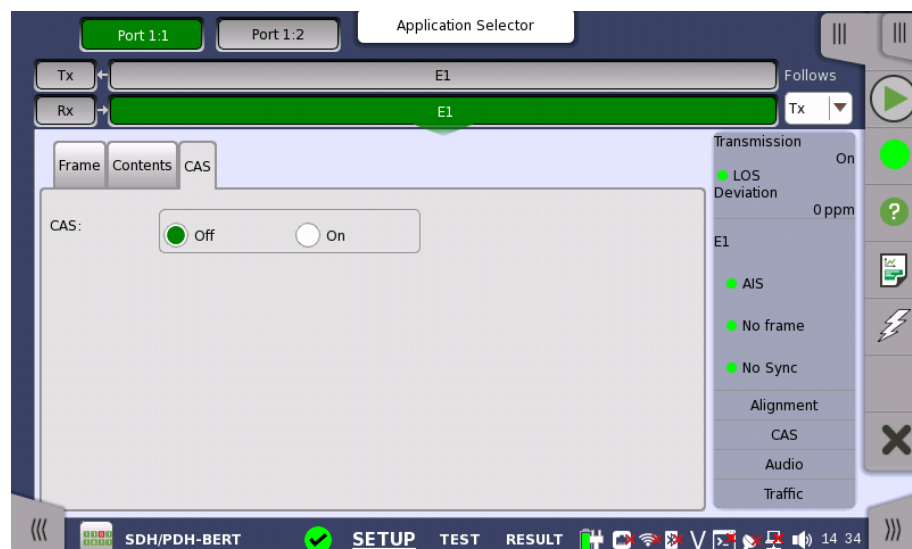 Application Selector
Port 1:1
Port 1:2
Tx
E1
Follows
Rx
E1
Tx
Frame
Contents
CAS
CAS:
Off
On
Transmission
On
LOS
Deviation
0 ppm
E1
AIS
No frame
No Sync
Alignment
CAS
Audio
Traffic
SDH/PDH-BERT
SETUP
TEST
RESULT
14 34